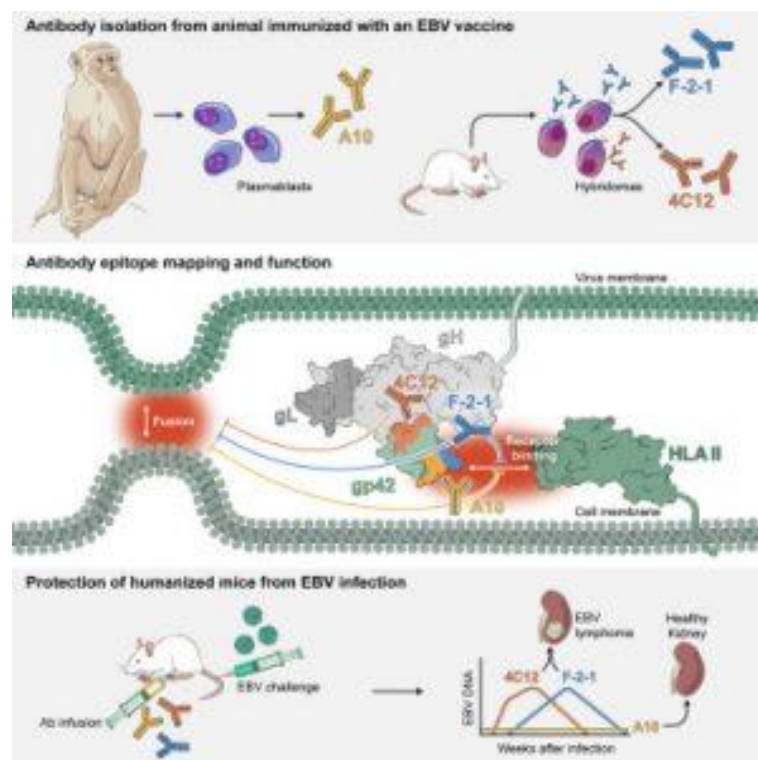 Antibody isolation from animal immunized with an EBV vaccine
A10
Plasmablasts
F-2-1
Hybridomas
4C12
Antibody epitope mapping and function
Virus membrane
gH
4C12
gL
F-2-1
Fusion
Receptor
binding
HLA II
gp42
A10
Cell membrane
Protection of humanized mice from EBV infection
EBV challenge
Ab infusion
EBV
lymphoma
Healthy
Kidney
4C12
F-2-1
EBV DNA
A10
Weeks after infection